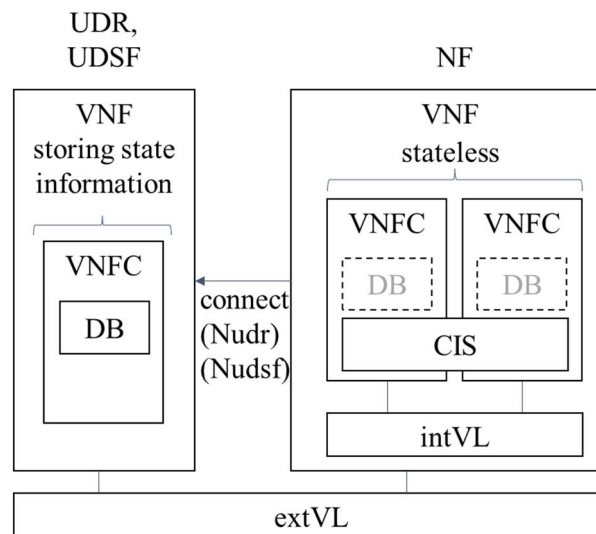 UDR,
UDSF
NF
VNF
storing state
information
VNFC
DB
connect
(Nudr)
(Nudsf)
VNF
stateless
VNFC
VNFC
DB
DB
CIS
intVL
extVL